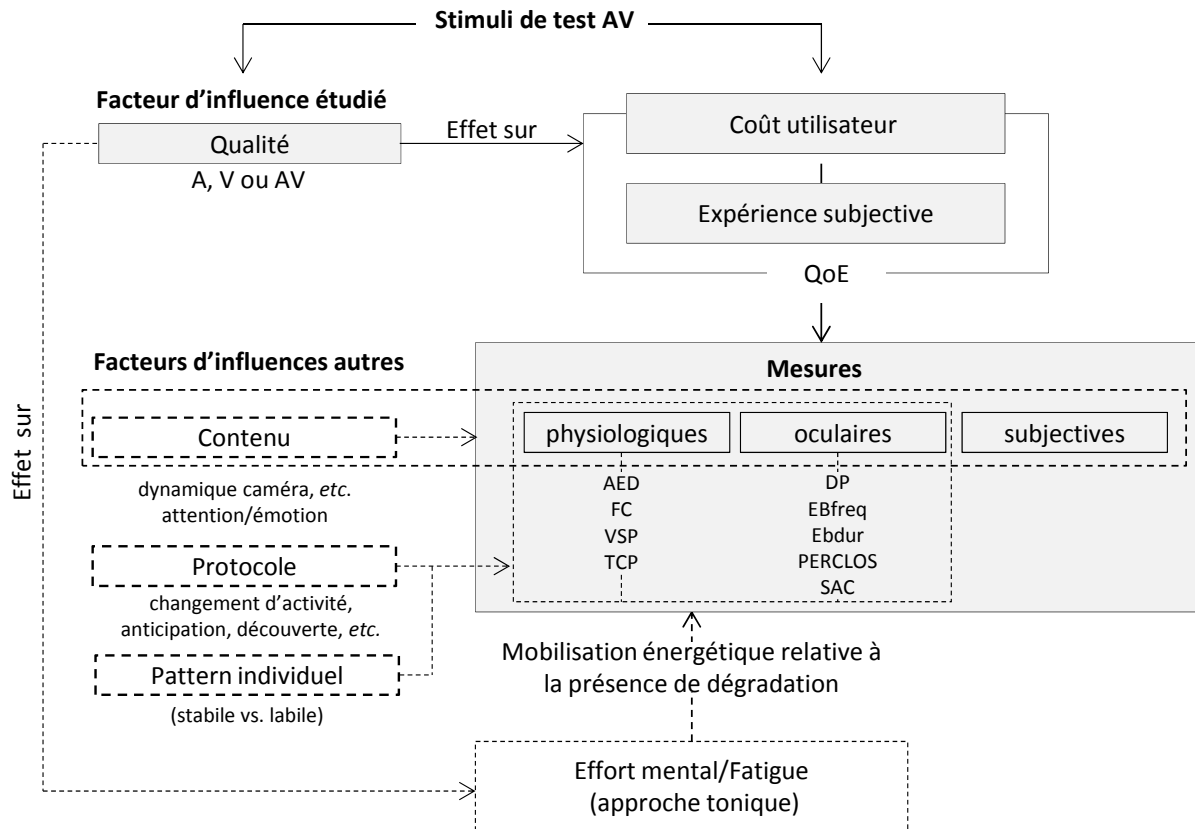 Stimuli de test AV
Facteur d'influence étudié
Qualité
A, V ou AV
Effet sur
Coût utilisateur
Expérience subjective
QoE
Effet sur
Facteurs d'influences autres
Mesures
Contenu
physiologiques
oculaires
subjectives
dynamique caméra, etc.
attention/émotion
AED
FC
VSP
TCP
DP
EBfreq
Ebdur
PERCLOS
SAC
Protocole
changement d'activité,
anticipation, découverte, etc.
Pattern individuel
(stabile vs. labile)
Mobilisation énergétique relative à
la présence de dégradation
Effort mental/Fatigue
(approche tonique)